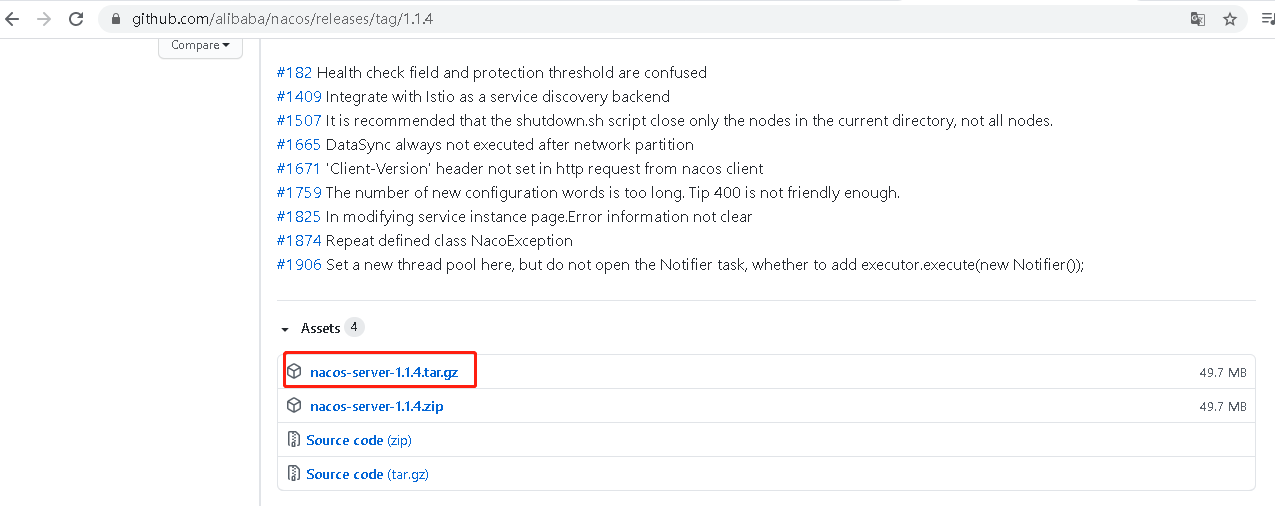 github.com/alibaba/nacos/releases/tag/1.1.4
Compare
#182 Health check field and protection threshold are confused
#1409 Integrate with Istio as a service discovery backend
#1507 It is recommended that the shutdown.sh script close only the nodes in the current directory, not all nodes.
#1665 DataSync always not executed after network partition
#1671 'Client-Version' header not set in http request from nacos client
#1759 The number of new configuration words is too long. Tip 400 is not friendly enough.
#1825 In modifying service instance page.Error information not clear
#1874 Repeat defined class NacoException
#1906 Set a new thread pool here, but do not open the Notifier task, whether to add executor.execute(new Notifier());
Assets 4
nacos-server-1.1.4.tar.gz 49.7 MB
nacos-server-1.1.4.zip 49.7 MB
Source code (zip)
Source code (tar.gz)